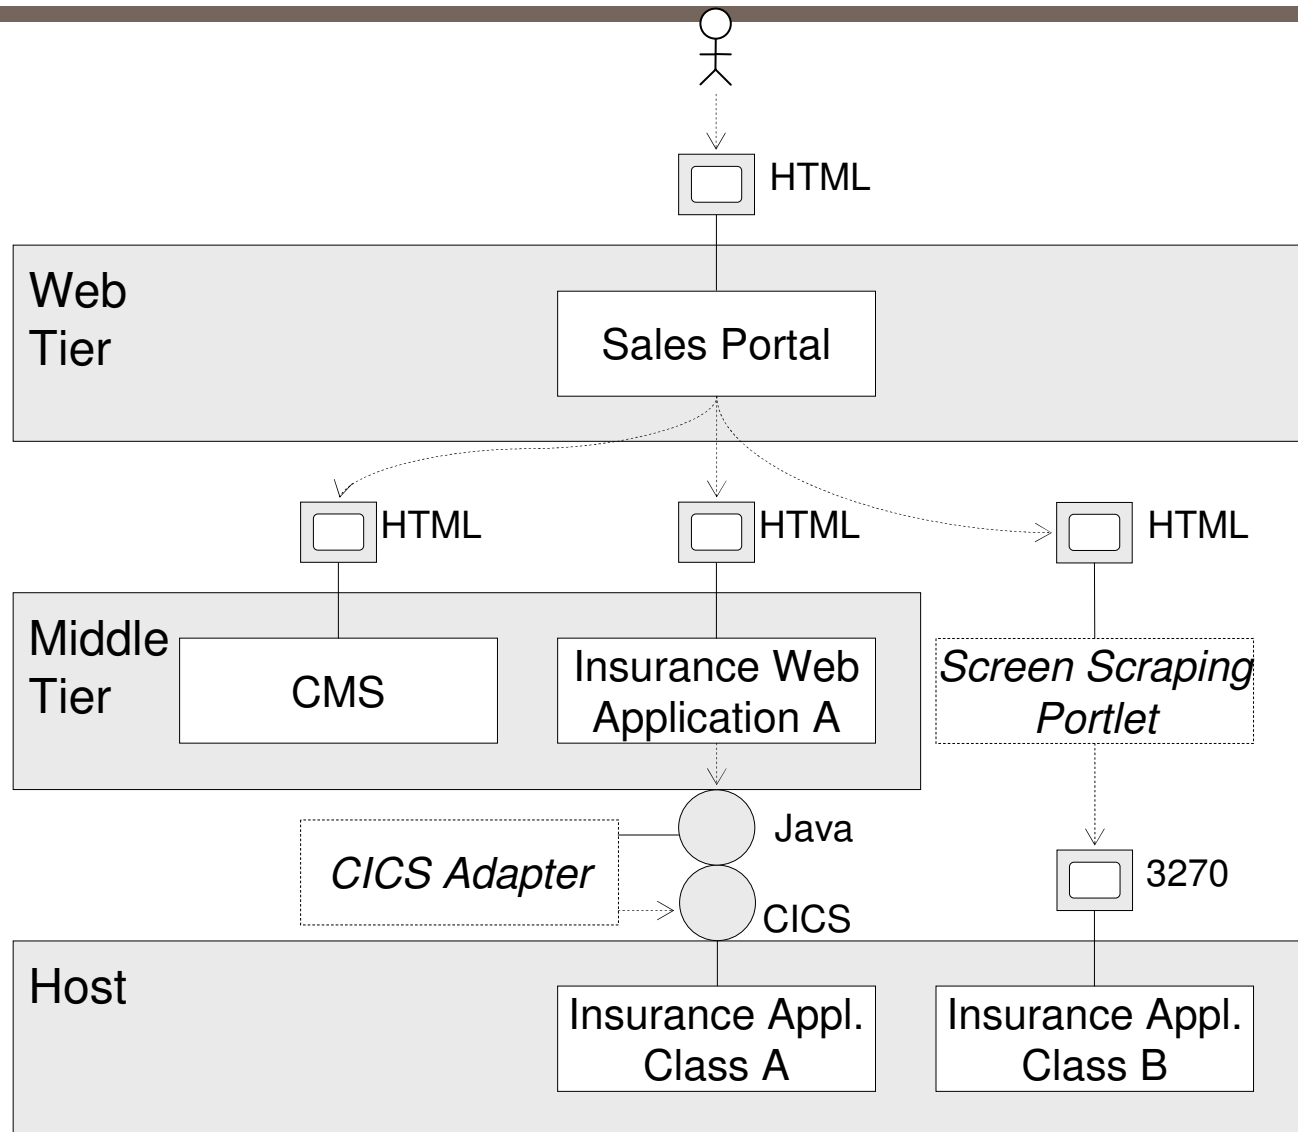 HTML
Web
Tier
Sales Portal
HTML
HTML
HTML
Middle
Tier
CMS
Insurance Web
Application A
Screen Scraping
Portlet
Java
CICS Adapter
3270
CICS
Host
Insurance Appl.
Class A
Insurance Appl.
Class B